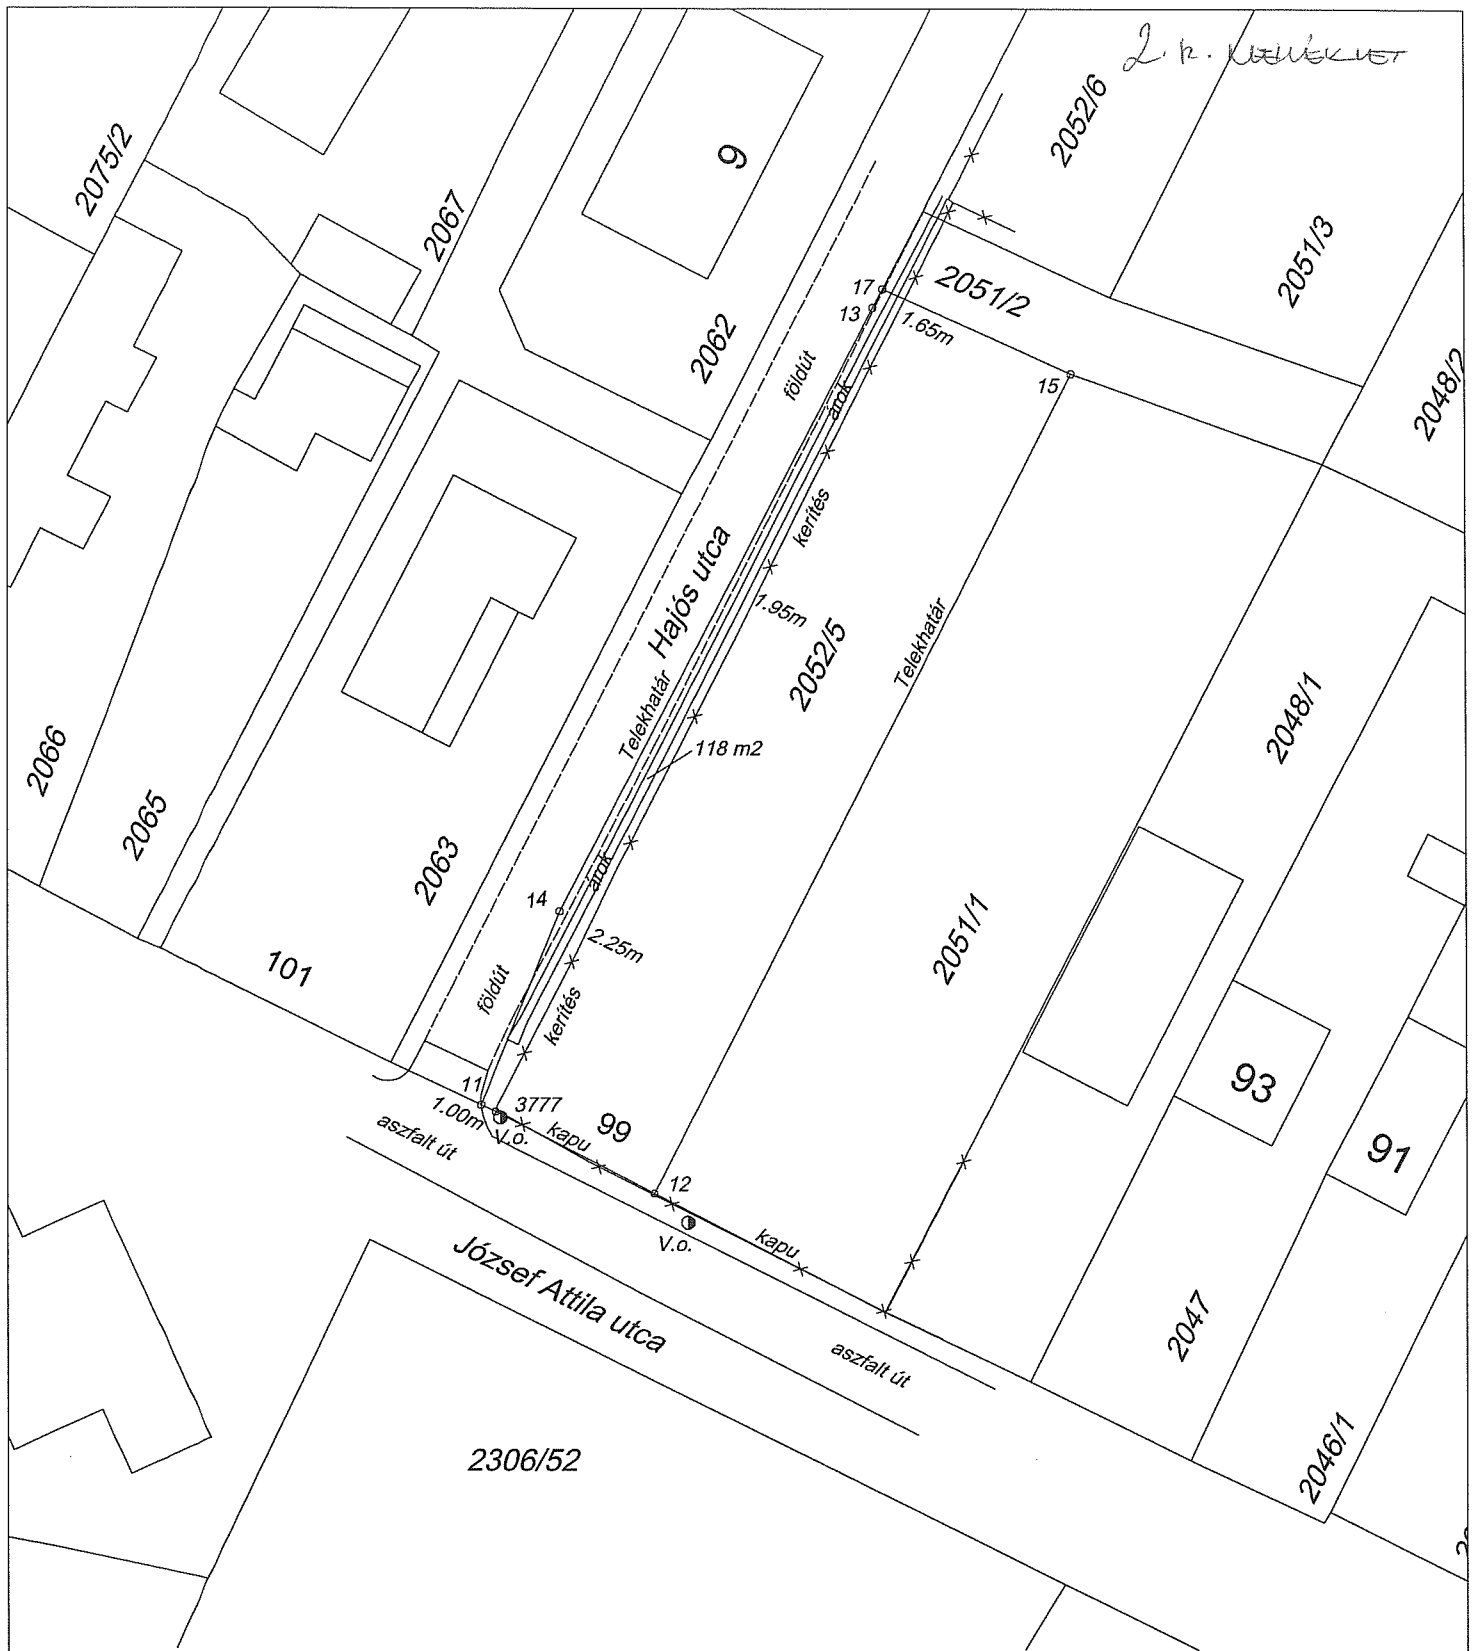 2052/6
2075/2
9
2067
2051/3
2051/2
17
13
1.65m
2062
földút
15
2048/2
árok
kerítés
Hajós utca
1.95m
2052/5
Telekhatár
Telekhatár
2048/1
118 m2
2066
2065
2063
árok
14
2.25m
2051/1
101
földút
kerítés
93
11
1.00m
3777
V.o.
kapu
99
aszfalt út
91
12
V.o.
kapu
József Attila utca
aszfalt út
2047
2306/52
2046/1